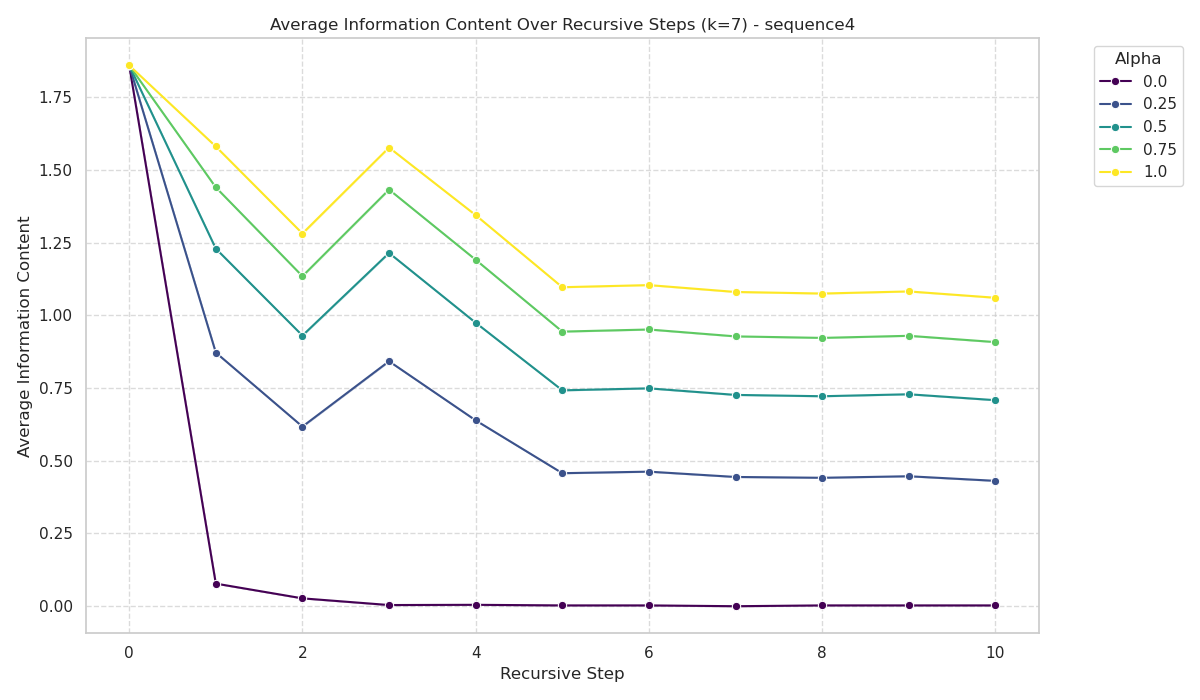 Average Information Content Over Recursive Steps (k=7) - sequence4
Alpha
0.0
0.25
0.5
0.75
1.0
1.75
1.50
1.25
1.00
0.75
0.50
0.25
0.00
Average Information Content
0 2 4 6 8 10
Recursive Step